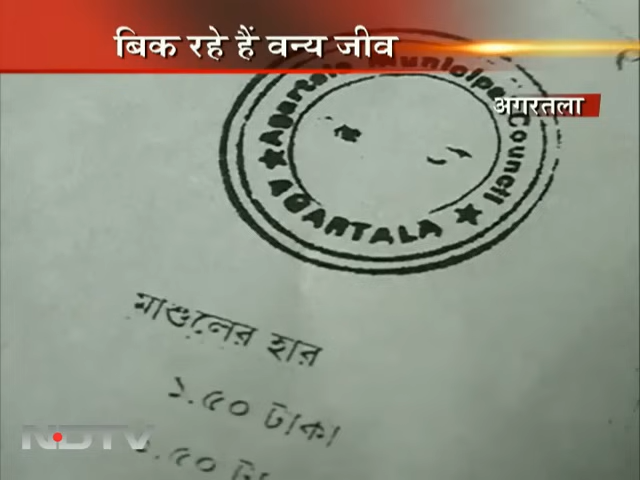 बिक रहे हैं वन्य जीव
अगरतला
Agartala Municipal Council
AGARTALA
মাশুলের হার
১.৫০ টাকা
NDTV